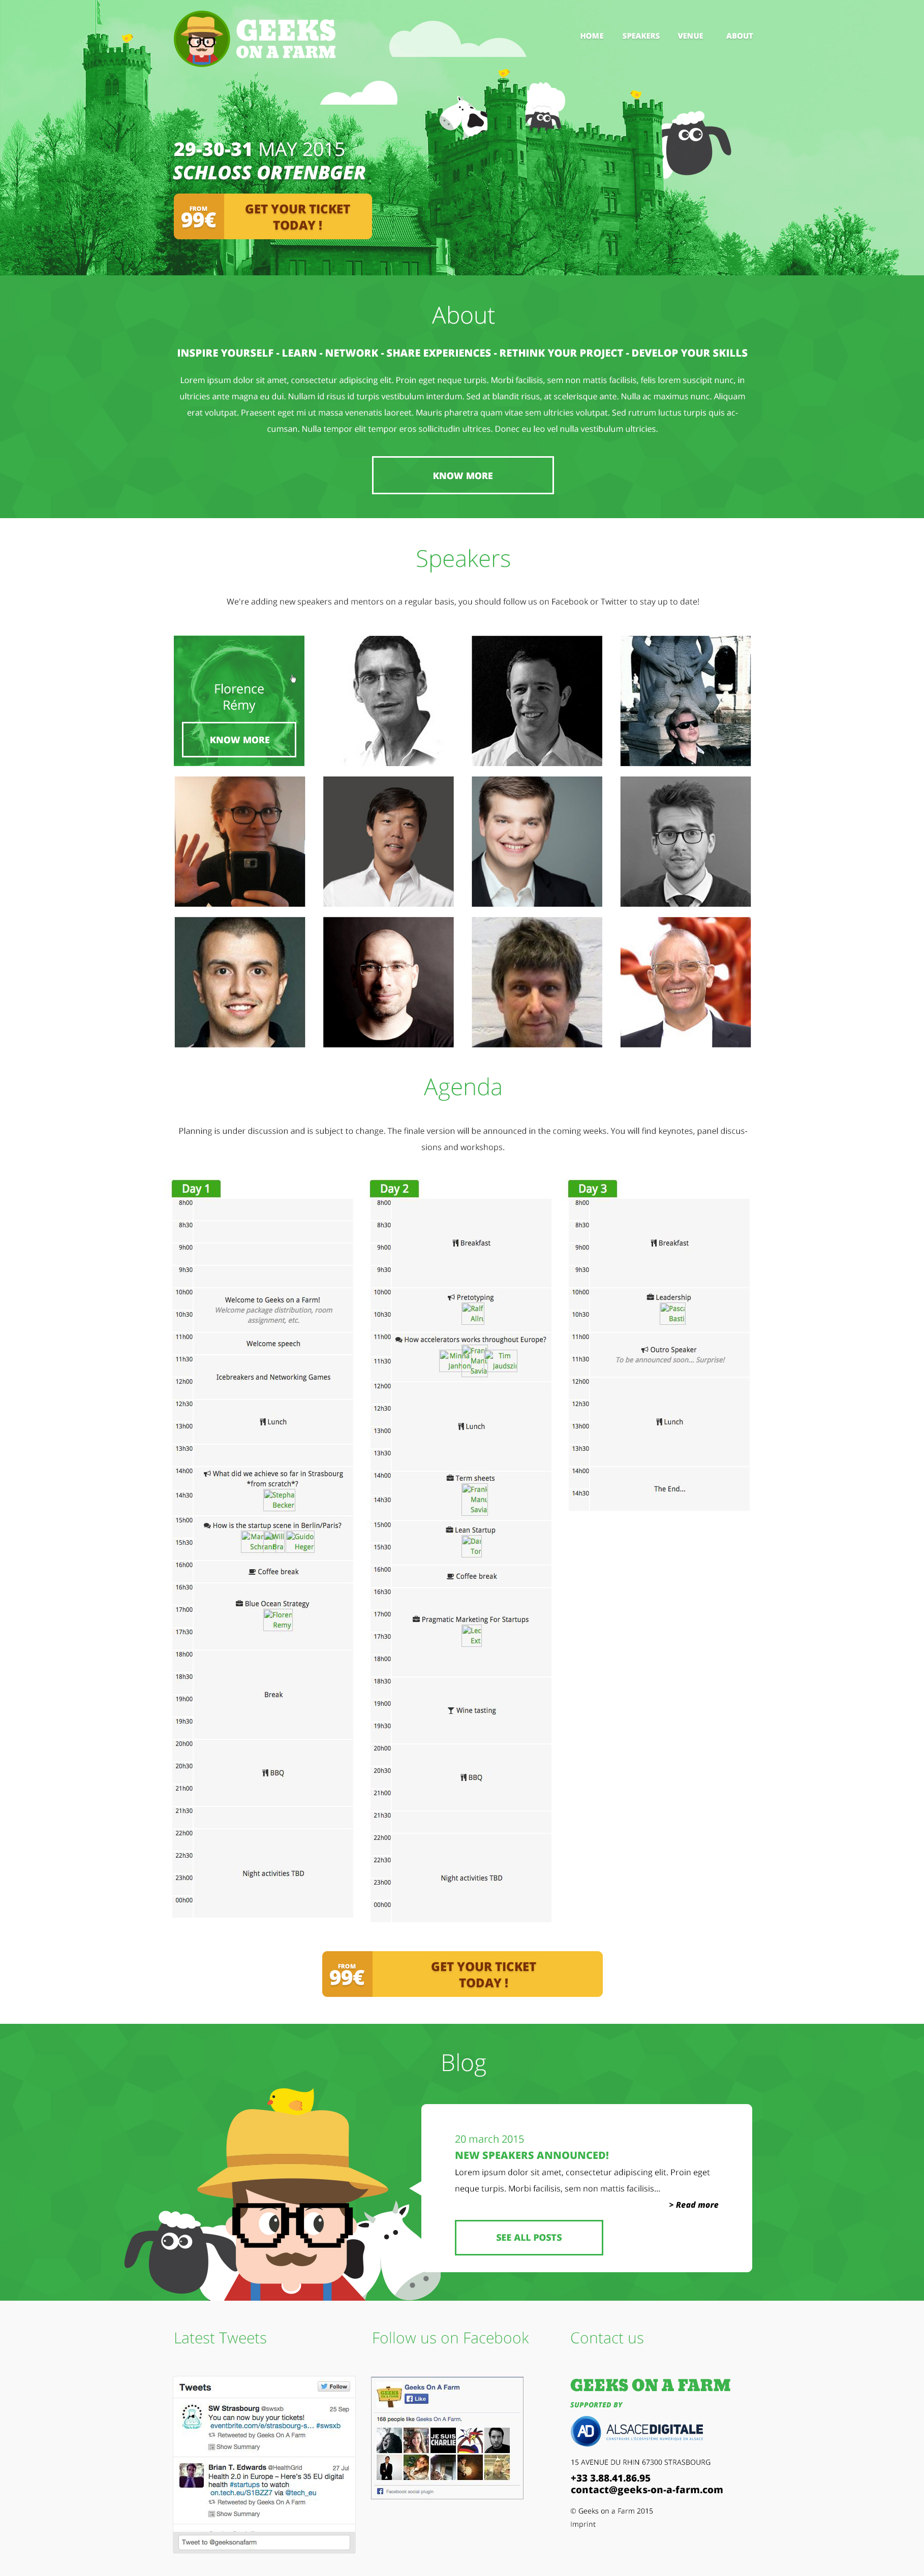 GEEKS
ON A FARM
HOME SPEAKERS VENUE ABOUT
29-30-31 MAY 2015
SCHLOSS ORTENBGER
FROM
99€
GET YOUR TICKET
TODAY !
About
INSPIRE YOURSELF - LEARN - NETWORK - SHARE EXPERIENCES - RETHINK YOUR PROJECT - DEVELOP YOUR SKILLS
Lorem ipsum dolor sit amet, consectetur adipiscing elit. Proin eget neque turpis. Morbi facilisis, sem non mattis facilisis, felis lorem suscipit nunc, in
ultricies ante magna eu dui. Nullam id risus id turpis vestibulum interdum. Sed at blandit risus, at scelerisque ante. Nulla ac maximus nunc. Aliquam
erat volutpat. Praesent eget mi ut massa venenatis laoreet. Mauris pharetra quam vitae sem ultricies volutpat. Sed rutrum luctus turpis quis ac-
cumsan. Nulla tempor elit tempor eros sollicitudin ultrices. Donec eu leo vel nulla vestibulum ultricies.
KNOW MORE
Speakers
We're adding new speakers and mentors on a regular basis, you should follow us on Facebook or Twitter to stay up to date!
Florence
Rémy
KNOW MORE
Agenda
Planning is under discussion and is subject to change. The finale version will be announced in the coming weeks. You will find keynotes, panel discus-
sions and workshops.
Day 1
8h00
8h30
9h00
9h30
10h00
Welcome to Geeks on a Farm!
Welcome package distribution, room
10h30
assignment, etc.
11h00
Welcome speech
11h30
Icebreakers and Networking Games
12h00
12h30
Lunch
13h00
13h30
14h00
What did we achieve so far in Strasbourg
*from scratch*?
14h30
Stepha
Becker
15h00
How is the startup scene in Berlin/Paris?
15h30
Mar Will Guido
Schr Bra Heger
16h00
Coffee break
16h30
Blue Ocean Strategy
17h00
Floren
Remy
17h30
18h00
18h30
Break
19h00
19h30
20h00
20h30
BBQ
21h00
21h30
22h00
22h30
Night activities TBD
23h00
00h00
Day 2
8h00
8h30
Breakfast
9h00
9h30
10h00
Pretotyping
10h30
Ralf
Alln
11h00
How accelerators works throughout Europe?
Fran
11h30
Minna Manu Tim
Janhon Savia Jaudszi
12h00
12h30
Lunch
13h00
13h30
14h00
Term sheets
14h30
Frank
Manu
Savia
15h00
Lean Startup
15h30
Dan
Tor
16h00
Coffee break
16h30
17h00
Pragmatic Marketing For Startups
17h30
Leo
Ext
18h00
18h30
19h00
Wine tasting
19h30
20h00
20h30
BBQ
21h00
21h30
22h00
22h30
Night activities TBD
23h00
00h00
Day 3
8h00
8h30
Breakfast
9h00
9h30
10h00
Leadership
10h30
Pasca
Basti
11h00
Outro Speaker
11h30
To be announced soon... Surprise!
12h00
12h30
Lunch
13h00
13h30
14h00
The End...
14h30
FROM
99€
GET YOUR TICKET
TODAY !
Blog
20 march 2015
NEW SPEAKERS ANNOUNCED!
Lorem ipsum dolor sit amet, consectetur adipiscing elit. Proin eget
neque turpis. Morbi facilisis, sem non mattis facilisis...
> Read more
SEE ALL POSTS
Latest Tweets
Tweets
Follow
SW Strasbourg @swsxb 25 Sep
You can now buy your tickets!
eventbrite.com/e/strasbourg-s... #swsxb
Retweeted by Geeks On A Farm
Show Summary
Brian T. Edwards @HealthGrid 27 Jul
Health 2.0 in Europe – Here's 35 EU digital
health #startups to watch
on.tech.eu/S1BZZ7 via @tech_eu
Retweeted by Geeks On A Farm
Show Summary
Tweet to @geeksonafarm
Follow us on Facebook
Geeks On A Farm
Like
168 people like Geeks On A Farm.
JE SUIS
CHARLIE
Facebook social plugin
Contact us
GEEKS ON A FARM
SUPPORTED BY
AD ALSACEDIGITALE
CONSTRUIRE L'ÉCOSYSTÈME NUMÉRIQUE EN ALSACE
15 AVENUE DU RHIN 67300 STRASBOURG
+33 3.88.41.86.95
contact@geeks-on-a-farm.com
© Geeks on a Farm 2015
Imprint